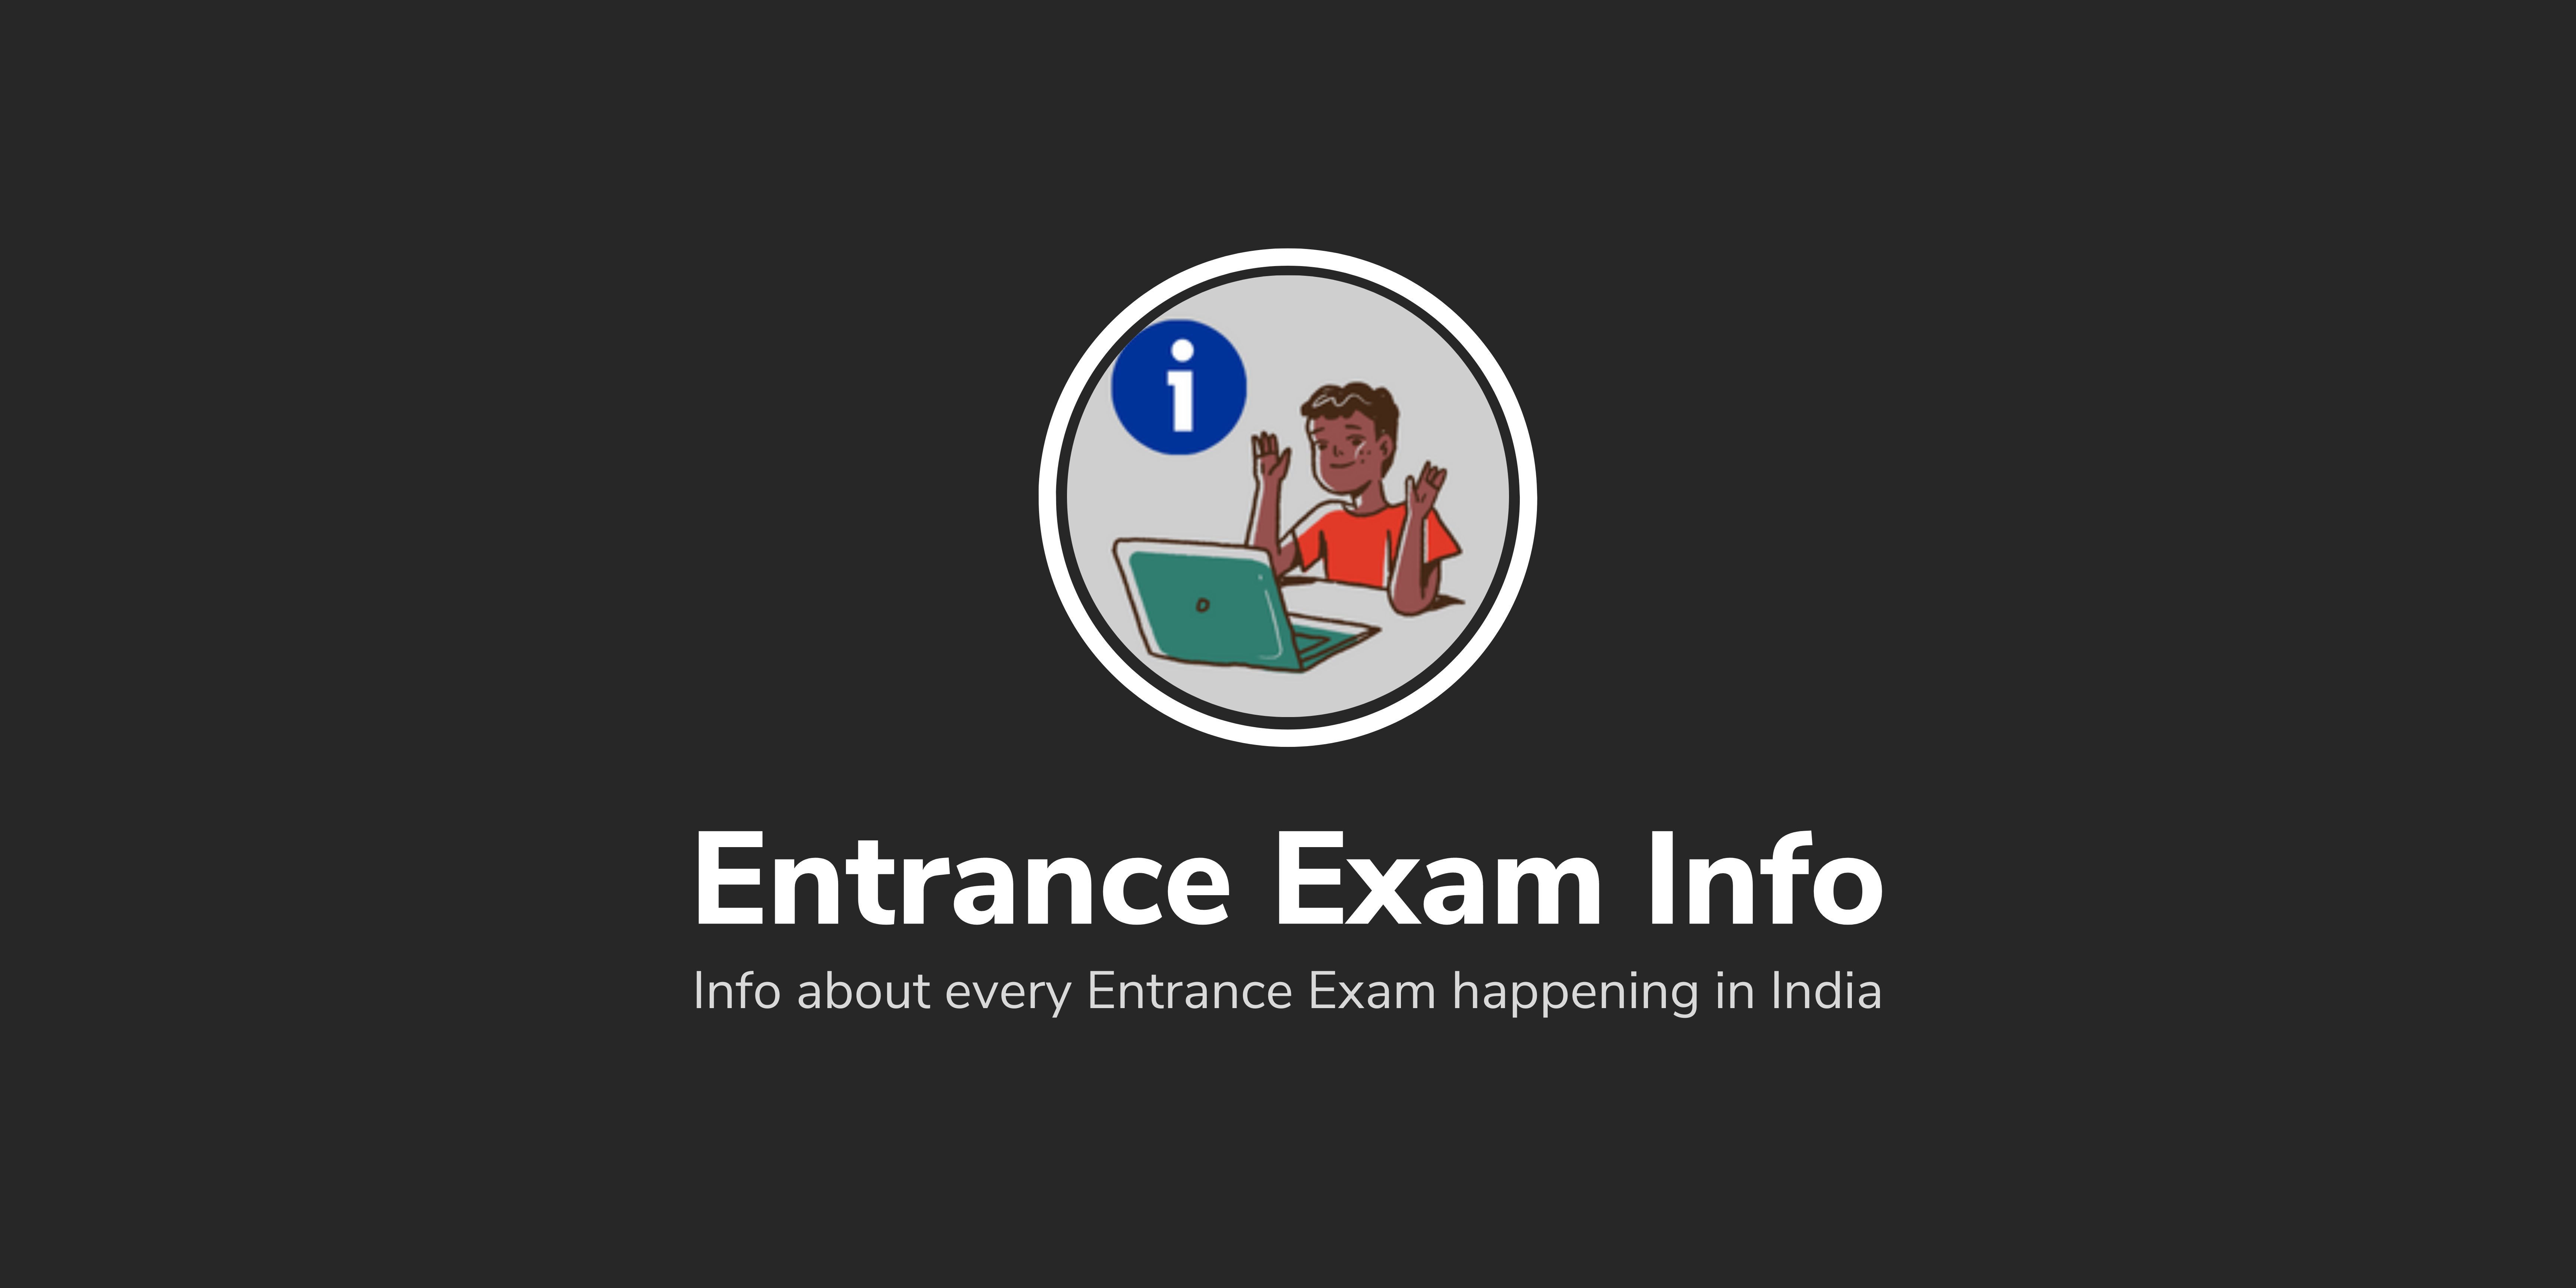 i
Entrance Exam Info
Info about every Entrance Exam happening in India